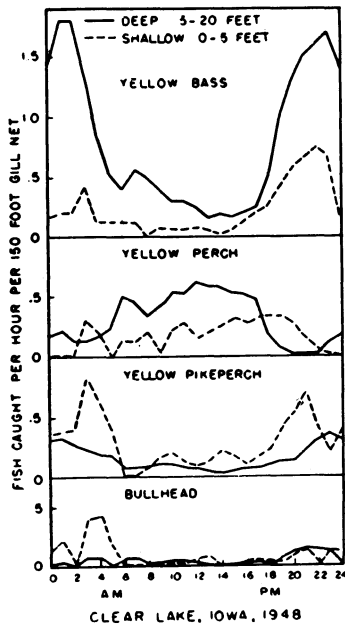 DEEP 5-20 FEET
SHALLOW 0-5 FEET
1.5
YELLOW BASS
1.0
.5
0
YELLOW PERCH
.5
0
YELLOW PIKEPERCH
.5
0
BULLHEAD
5
0
0 2 4 6 8 10 12 14 16 18 20 22 24
AM PM
CLEAR LAKE, IOWA, 1948
FISH CAUGHT PER HOUR PER 150 FOOT GILL NET